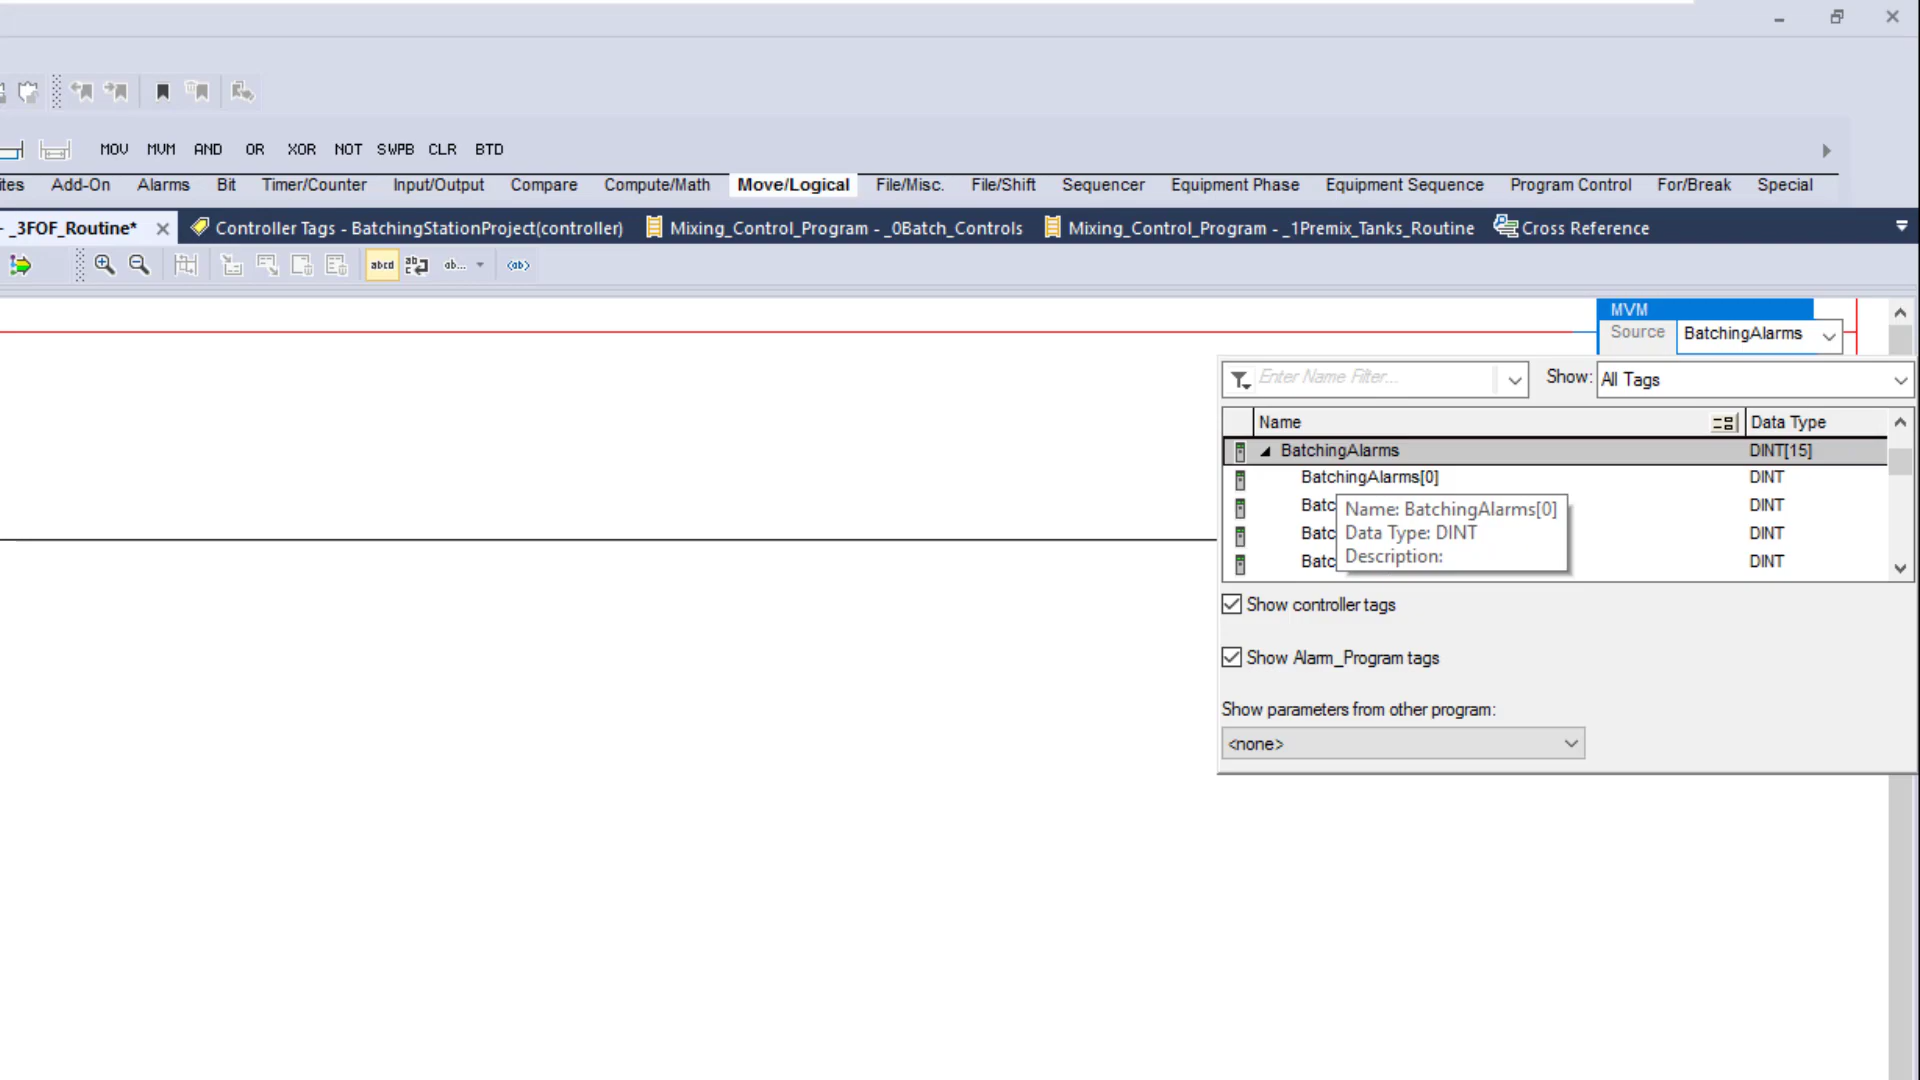 MOV MVM AND OR XOR NOT SWPB CLR BTD
ites Add-On Alarms Bit Timer/Counter Input/Output Compare Compute/Math Move/Logical File/Misc. File/Shift Sequencer Equipment Phase Equipment Sequence Program Control For/Break Special
- _3FOF_Routine* Controller Tags - BatchingStationProject(controller) Mixing_Control_Program - _0Batch_Controls Mixing_Control_Program - _1Premix_Tanks_Routine Cross Reference
abcd ab c ab... <ab>
MVM
Source BatchingAlarms
Enter Name Filter... Show: All Tags
Name Data Type
BatchingAlarms DINT[15]
BatchingAlarms[0] DINT
Batc DINT
Batc DINT
Batc DINT
Name: BatchingAlarms[0]
Data Type: DINT
Description:
Show controller tags
Show Alarm_Program tags
Show parameters from other program:
<none>